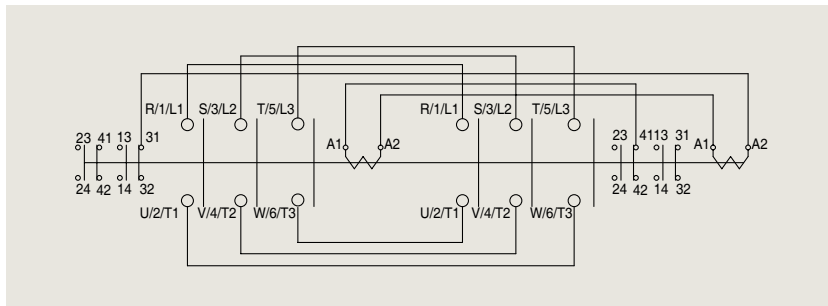 R/1/L1 S/3/L2 T/5/L3 R/1/L1 S/3/L2 T/5/L3
23 41 13 31 A1 A2 23 4113 31 A1 A2
24 42 14 32 24 42 14 32
U/2/T1 V/4/T2 W/6/T3 U/2/T1 V/4/T2 W/6/T3